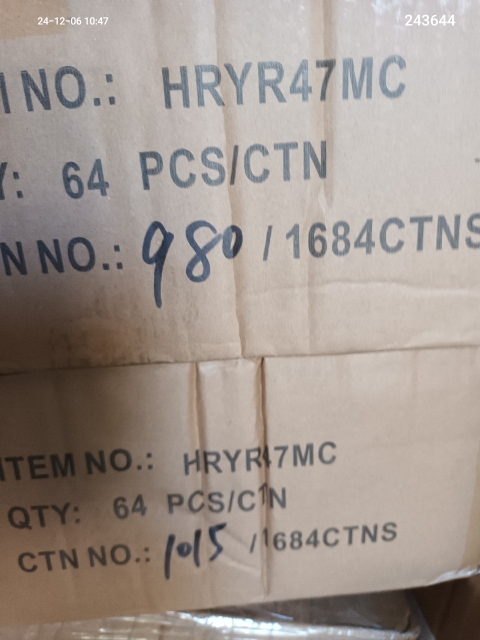 24-12-06 10:47 243644
NO.: HRYR47MC
Y: 64 PCS/CTN
N NO.: 980 / 1684CTNS
ITEM NO.: HRYR47MC
QTY: 64 PCS/CTN
CTN NO.: 1015 / 1684CTNS